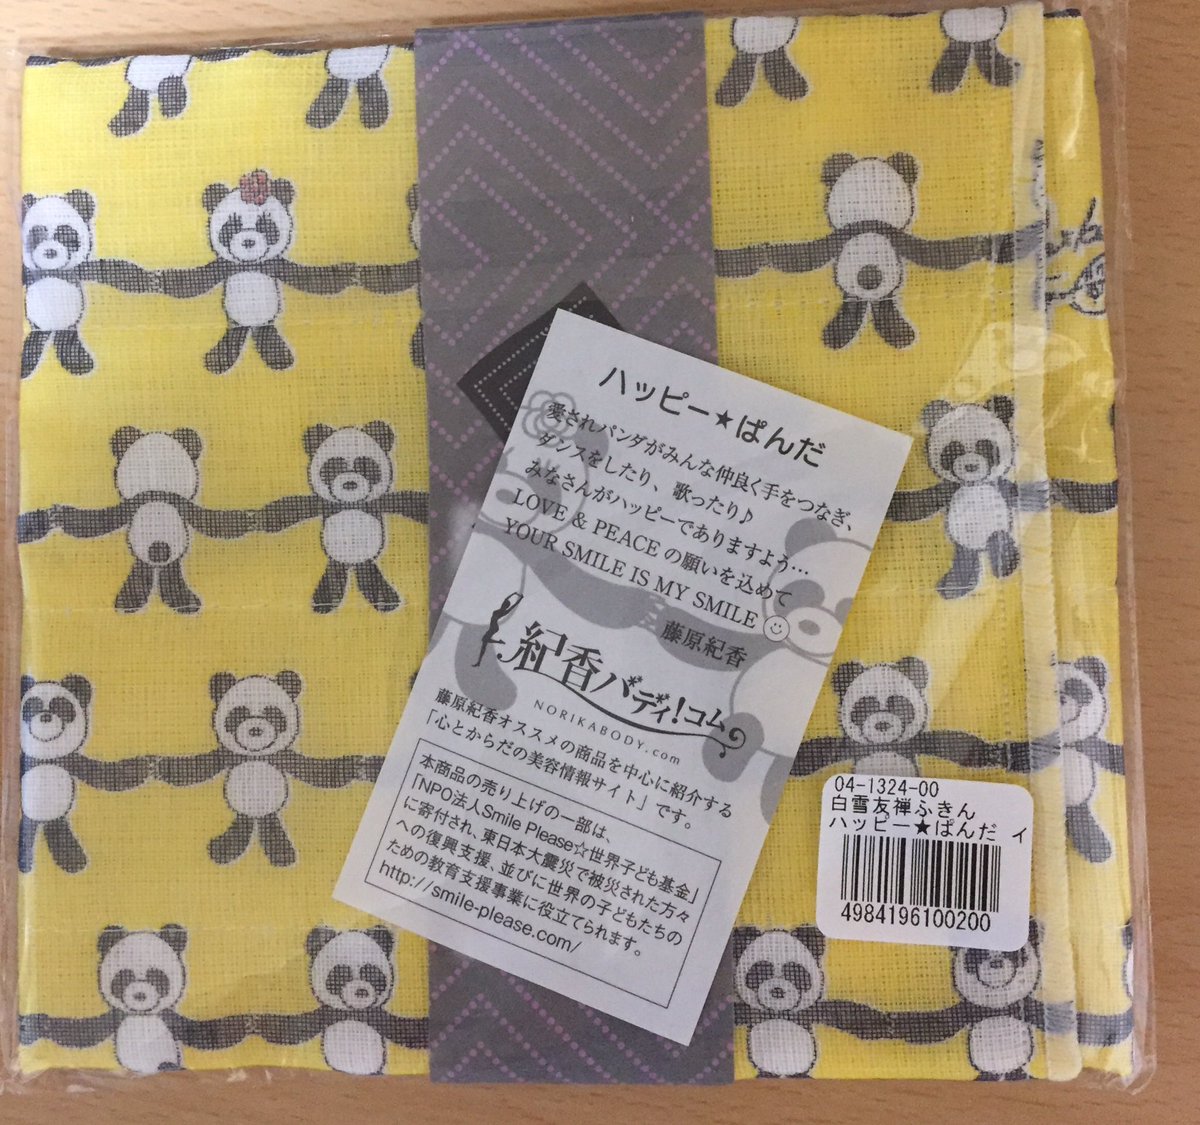 ハッピー★ぱんだ
愛されパンダがみんな仲良く手をつなぎ、
ダンスをしたり、歌ったり♪
みなさんがハッピーでありますよう…
LOVE & PEACE の願いを込めて
YOUR SMILE IS MY SMILE
藤原紀香
紀香バディ!コム
NORIKABODY.com
藤原紀香オススメの商品を中心に紹介する
「心とからだの美容情報サイト」です。
本商品の売り上げの一部は、
「NPO法人Smile Please☆世界子ども基金」
に寄付され、東日本大震災で被災された方々
への復興支援、並びに世界の子どもたちの
ための教育支援事業に役立てられます。
http://smile-please.com/
04-1324-00
白雪友禅ふきん
ハッピー★ぱんだ イ
4984196100200